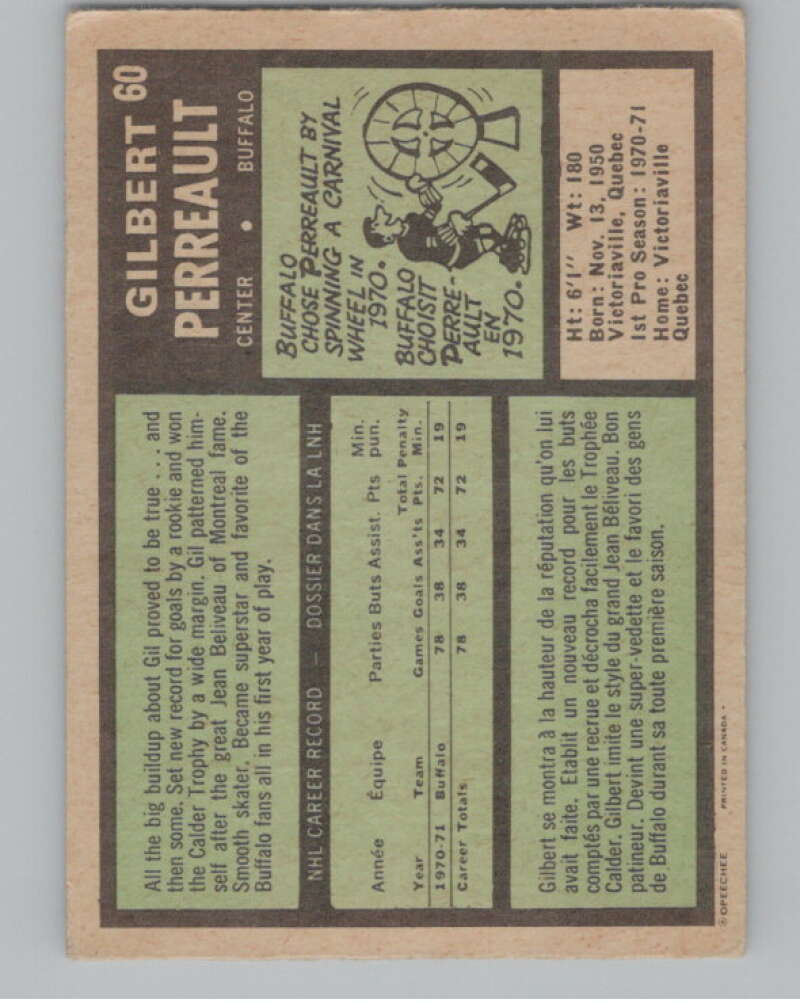 GILBERT 60
PERREAULT
CENTER • BUFFALO
All the big buildup about Gil proved to be true . . . and
then some. Set new record for goals by a rookie and won
the Calder Trophy by a wide margin. Gil patterned him-
self after the great Jean Beliveau of Montreal fame.
Smooth skater. Became superstar and favorite of the
Buffalo fans all in his first year of play.
BUFFALO
CHOSE PERREAULT BY
SPINNING A CARNIVAL
WHEEL IN
1970.
BUFFALO
CHOISIT
PERRE-
AULT
EN
1970.
NHL CAREER RECORD — DOSSIER DANS LA LNH
Min.
Année Équipe Parties Buts Assist. Pts pun.
Total Penalty
Year Team Games Goals Ass'ts Pts. Min.
1970-71 Buffalo 78 38 34 72 19
Career Totals 78 38 34 72 19
Ht: 6'1" Wt: 180
Born: Nov. 13, 1950
Victoriaville, Quebec
1st Pro Season: 1970-71
Home: Victoriaville
Quebec
Gilbert se montra à la hauteur de la réputation qu'on lui
avait faite. Etablit un nouveau record pour les buts
comptés par une recrue et décrocha facilement le Trophée
Calder. Gilbert imite le style du grand Jean Béliveau. Bon
patineur. Devint une super-vedette et le favori des gens
de Buffalo durant sa toute première saison.
© OPEECHEE PRINTED IN CANADA •